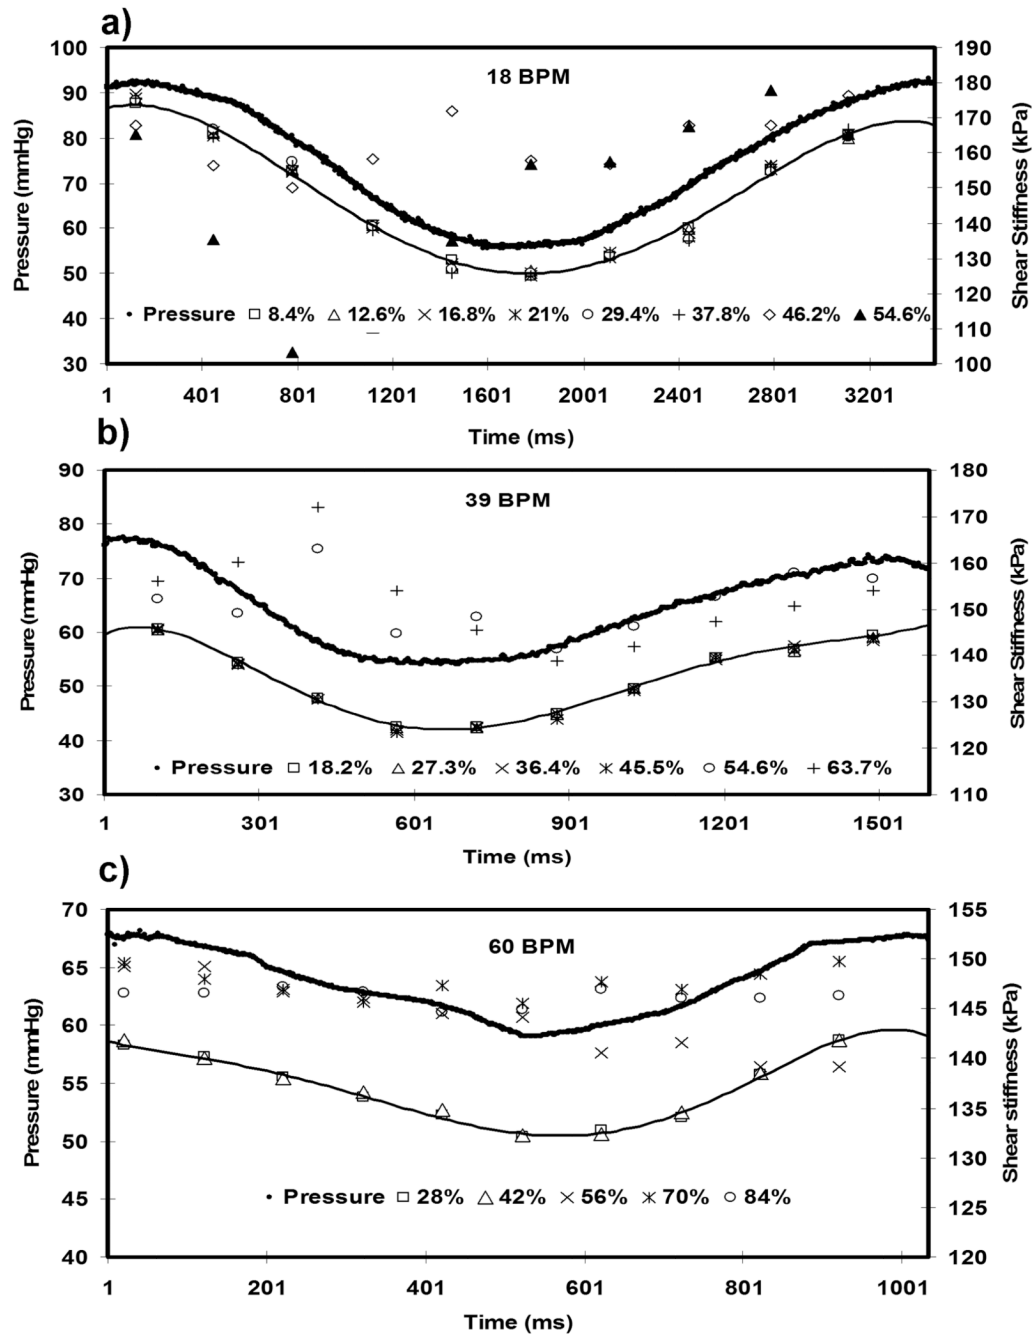 a)
18 BPM
Pressure (mmHg)
100
90
80
70
60
50
40
30
Shear Stiffness (kPa)
190
180
170
160
150
140
130
120
110
100
Pressure 8.4% 12.6% 16.8% 21% 29.4% 37.8% 46.2% 54.6%
1 401 801 1201 1601 2001 2401 2801 3201
Time (ms)
b)
39 BPM
Pressure (mmHg)
90
80
70
60
50
40
30
Shear Stiffness (kPa)
180
170
160
150
140
130
120
110
Pressure 18.2% 27.3% 36.4% 45.5% 54.6% 63.7%
1 301 601 901 1201 1501
Time (ms)
c)
60 BPM
Pressure (mmHg)
70
65
60
55
50
45
40
Shear stiffness (kPa)
155
150
145
140
135
130
125
120
Pressure 28% 42% 56% 70% 84%
1 201 401 601 801 1001
Time (ms)